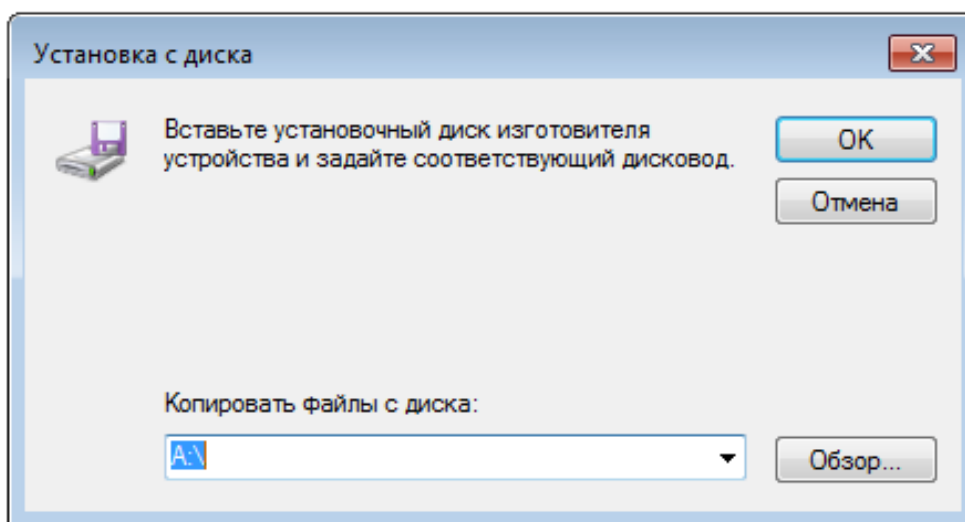 Установка с диска
Вставьте установочный диск изготовителя
устройства и задайте соответствующий дисковод.
OK
Отмена
Копировать файлы с диска:
A:\
Обзор...